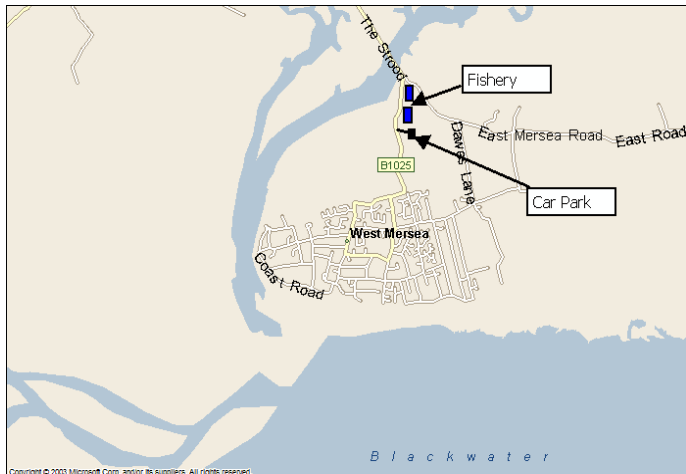 The Strood
Fishery
East Mersea Road
East Road
Dawes Lane
B1025
Car Park
West Mersea
Coast Road
Blackwater
Copyright © 2003 Microsoft Corp. and/or its suppliers. All rights reserved.